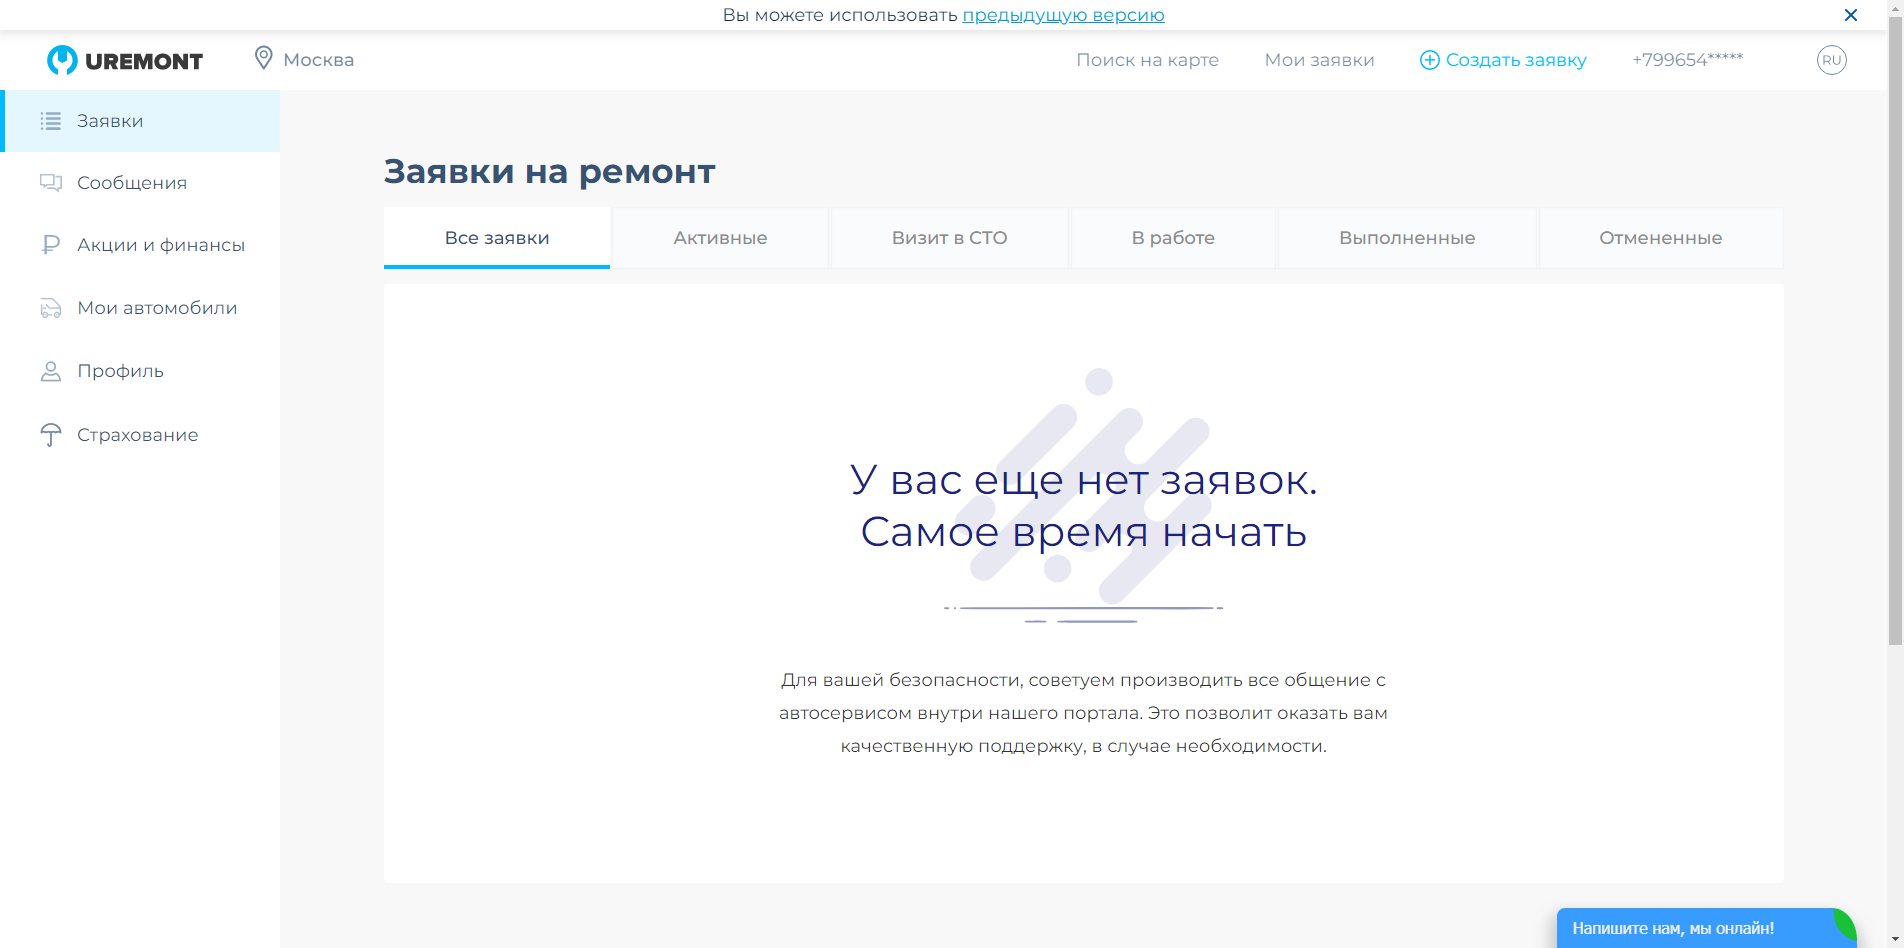 Вы можете использовать предыдущую версию
UREMONT
Москва
Поиск на карте
Мои заявки
Создать заявку
+799654*****
RU
Заявки
Сообщения
Акции и финансы
Мои автомобили
Профиль
Страхование
Заявки на ремонт
Все заявки
Активные
Визит в СТО
В работе
Выполненные
Отмененные
У вас еще нет заявок.
Самое время начать
Для вашей безопасности, советуем производить все общение с
автосервисом внутри нашего портала. Это позволит оказать вам
качественную поддержку, в случае необходимости.
Напишите нам, мы онлайн!